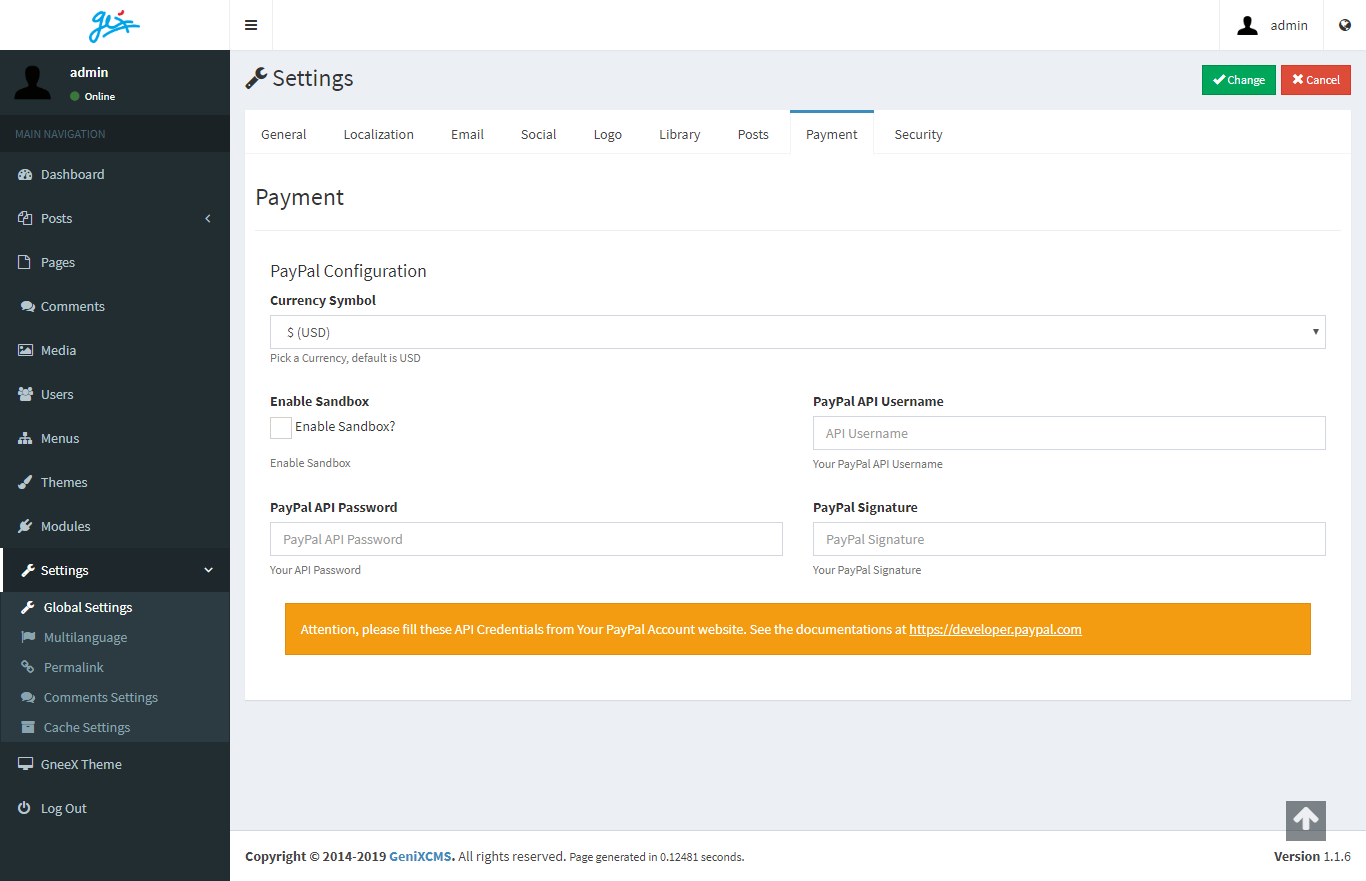 genix
admin
admin
Online
Settings
Change
Cancel
MAIN NAVIGATION
General
Localization
Email
Social
Logo
Library
Posts
Payment
Security
Dashboard
Posts
Pages
Comments
Media
Users
Menus
Themes
Modules
Settings
Global Settings
Multilanguage
Permalink
Comments Settings
Cache Settings
GneeX Theme
Log Out
Payment
PayPal Configuration
Currency Symbol
$ (USD)
Pick a Currency, default is USD
Enable Sandbox
Enable Sandbox?
Enable Sandbox
PayPal API Username
API Username
Your PayPal API Username
PayPal API Password
PayPal API Password
Your API Password
PayPal Signature
PayPal Signature
Your PayPal Signature
Attention, please fill these API Credentials from Your PayPal Account website. See the documentations at https://developer.paypal.com
Copyright © 2014-2019 GeniXCMS. All rights reserved. Page generated in 0.12481 seconds.
Version 1.1.6